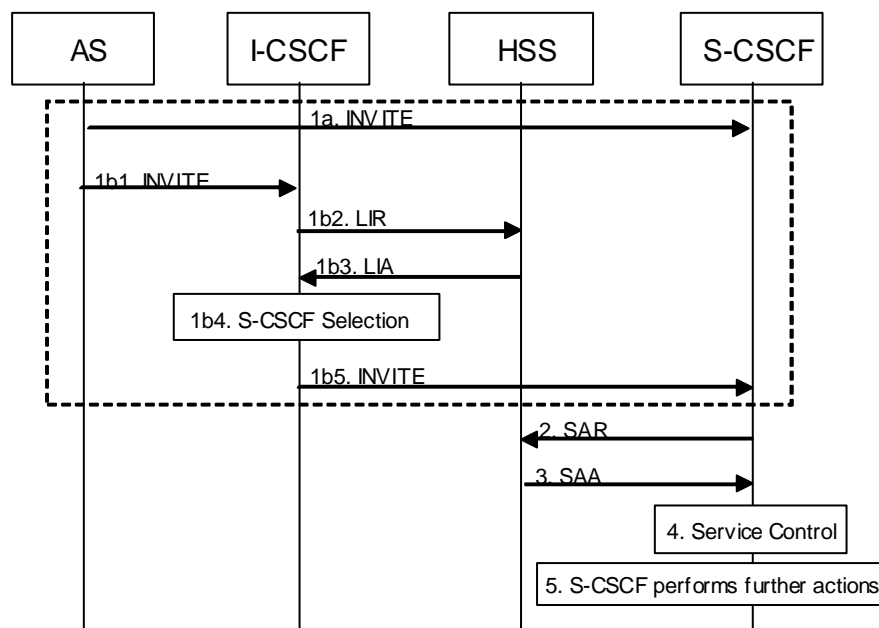 AS
I-CSCF
HSS
S-CSCF
1a. INVITE
1b1. INVITE
1b2. LIR
1b3. LIA
1b4. S-CSCF Selection
1b5. INVITE
2. SAR
3. SAA
4. Service Control
5. S-CSCF performs further actions